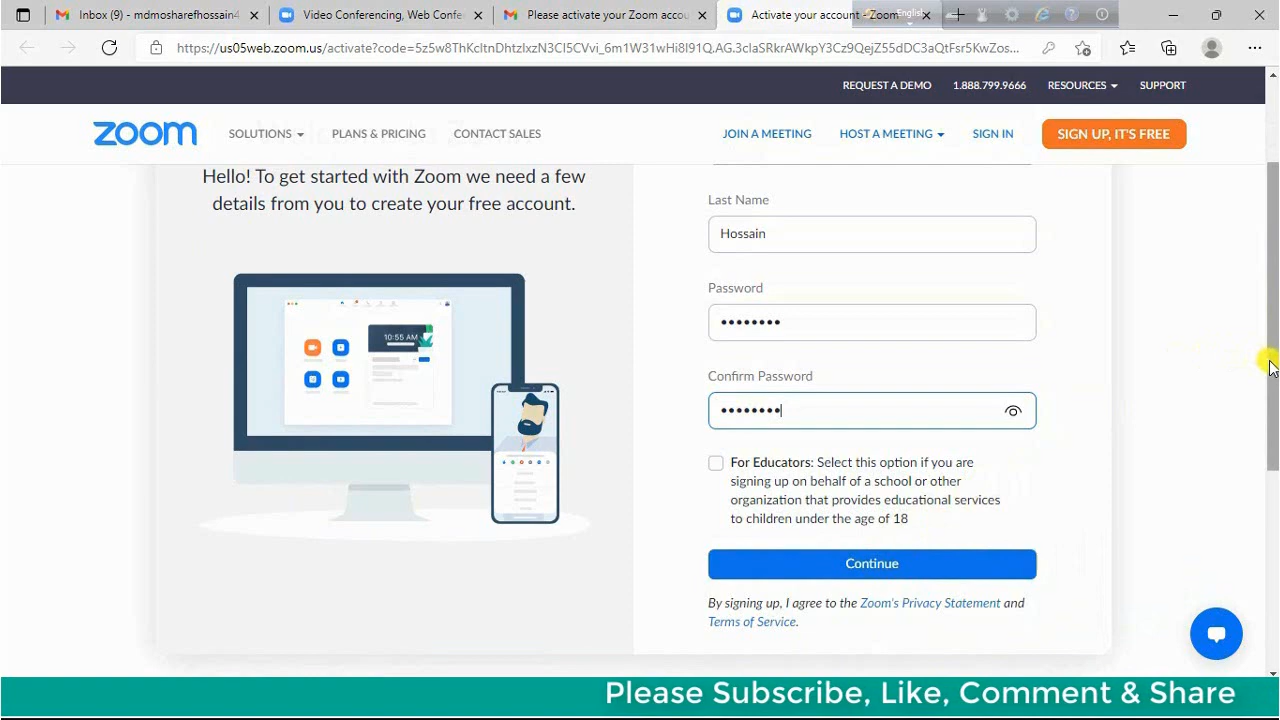 Inbox (9) - mdmosharefhossain4
Video Conferencing, Web Confe
Please activate your Zoom accou
Activate your account - Zoom
English
https://us05web.zoom.us/activate?code=
REQUEST A DEMO 1.888.799.9666 RESOURCES SUPPORT
zoom SOLUTIONS PLANS & PRICING CONTACT SALES JOIN A MEETING HOST A MEETING SIGN IN SIGN UP, IT'S FREE
Hello! To get started with Zoom we need a few
details from you to create your free account.
10:55 AM
Last Name
Hossain
Password
••••••••
Confirm Password
••••••••
For Educators: Select this option if you are
signing up on behalf of a school or other
organization that provides educational services
to children under the age of 18
Continue
By signing up, I agree to the Zoom's Privacy Statement and
Terms of Service.
Please Subscribe, Like, Comment & Share